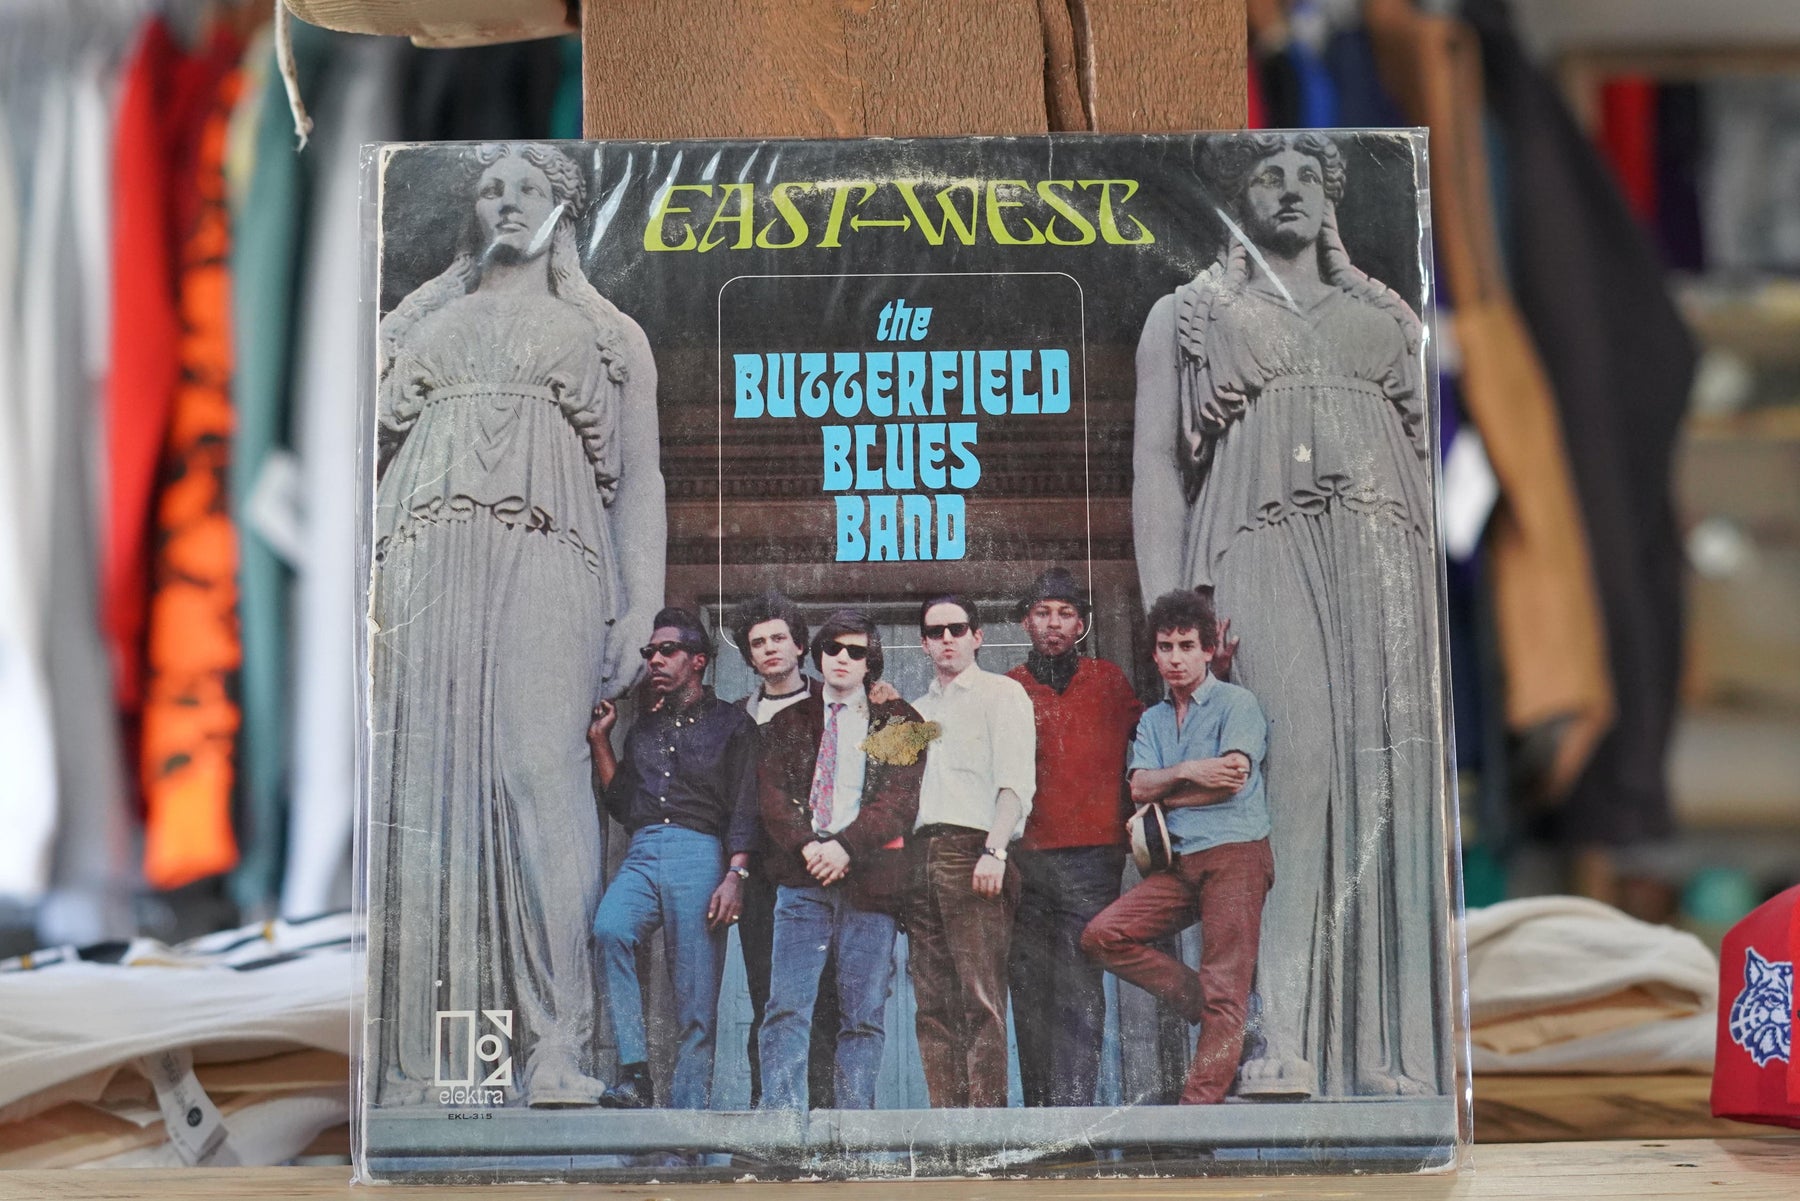 EAST↔WEST
the
BUTTERFIELD
BLUES
BAND
elektra
EKL-315